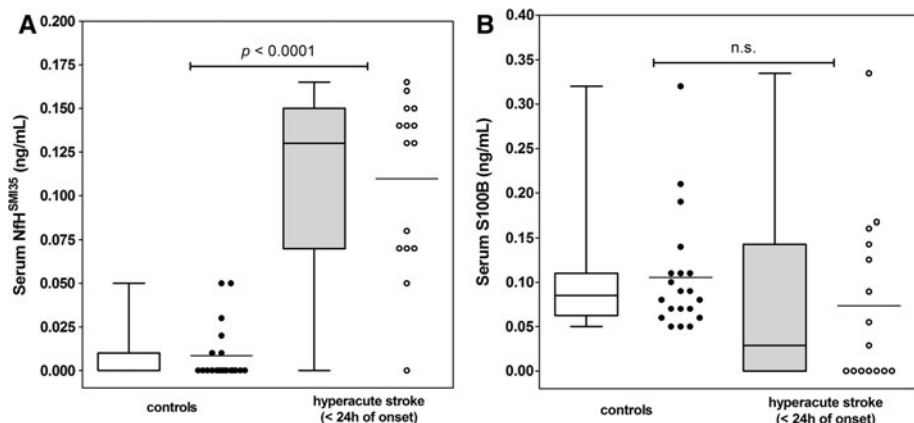 A
Serum NfH^SMI35 (ng/mL)
0.200
0.175
0.150
0.125
0.100
0.075
0.050
0.025
0.000
p < 0.0001
controls
hyperacute stroke
(< 24h of onset)
B
Serum S100B (ng/mL)
0.40
0.35
0.30
0.25
0.20
0.15
0.10
0.05
0.00
n.s.
controls
hyperacute stroke
(< 24h of onset)